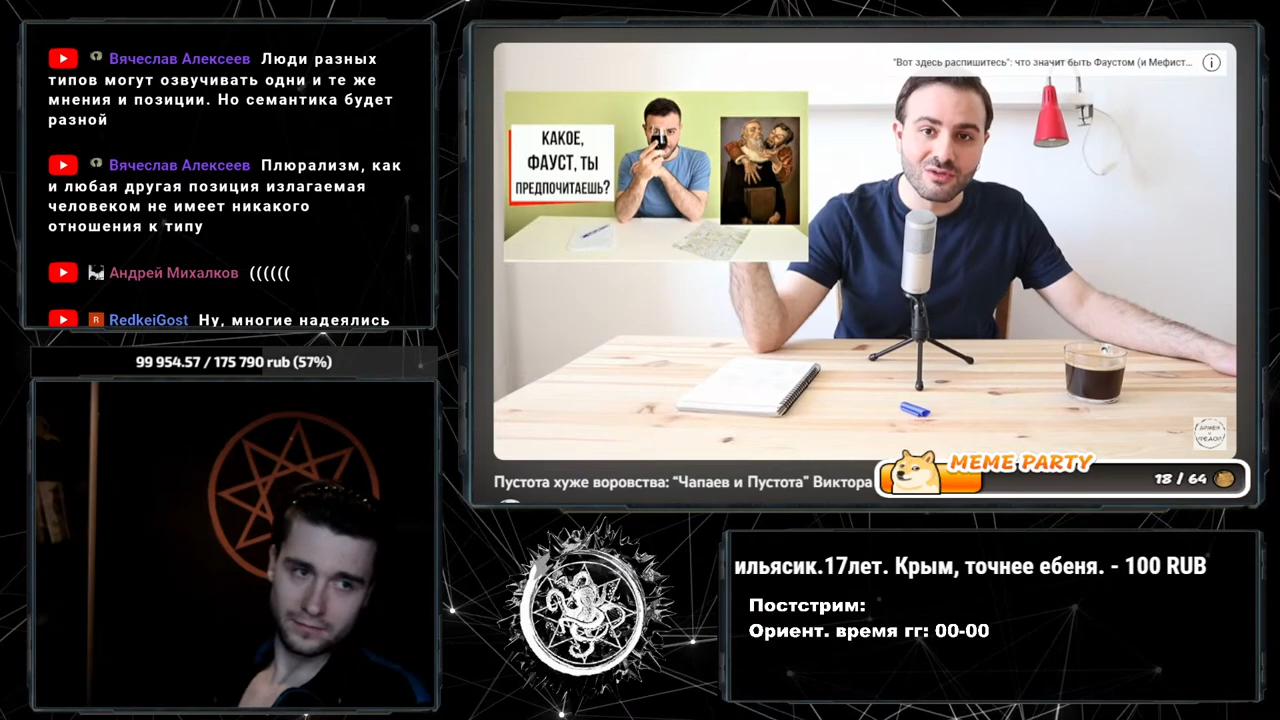 Вячеслав Алексеев Люди разных
типов могут озвучивать одни и те же
мнения и позиции. Но семантика будет
разной
Вячеслав Алексеев Плюрализм, как
и любая другая позиция излагаемая
человеком не имеет никакого
отношения к типу
Андрей Михалков ((((((
R RedkeiGost Ну, многие надеялись
99 954.57 / 175 790 rub (57%)
"Вот здесь распишитесь": что значит быть Фаустом (и Мефист...
КАКОЕ,
ФАУСТ, ТЫ
ПРЕДПОЧИТАЕШЬ?
Пустота хуже воровства: "Чапаев и Пустота" Виктора
MEME PARTY
18 / 64
ильясик.17лет. Крым, точнее ебеня. - 100 RUB
Постстрим:
Ориент. время гг: 00-00